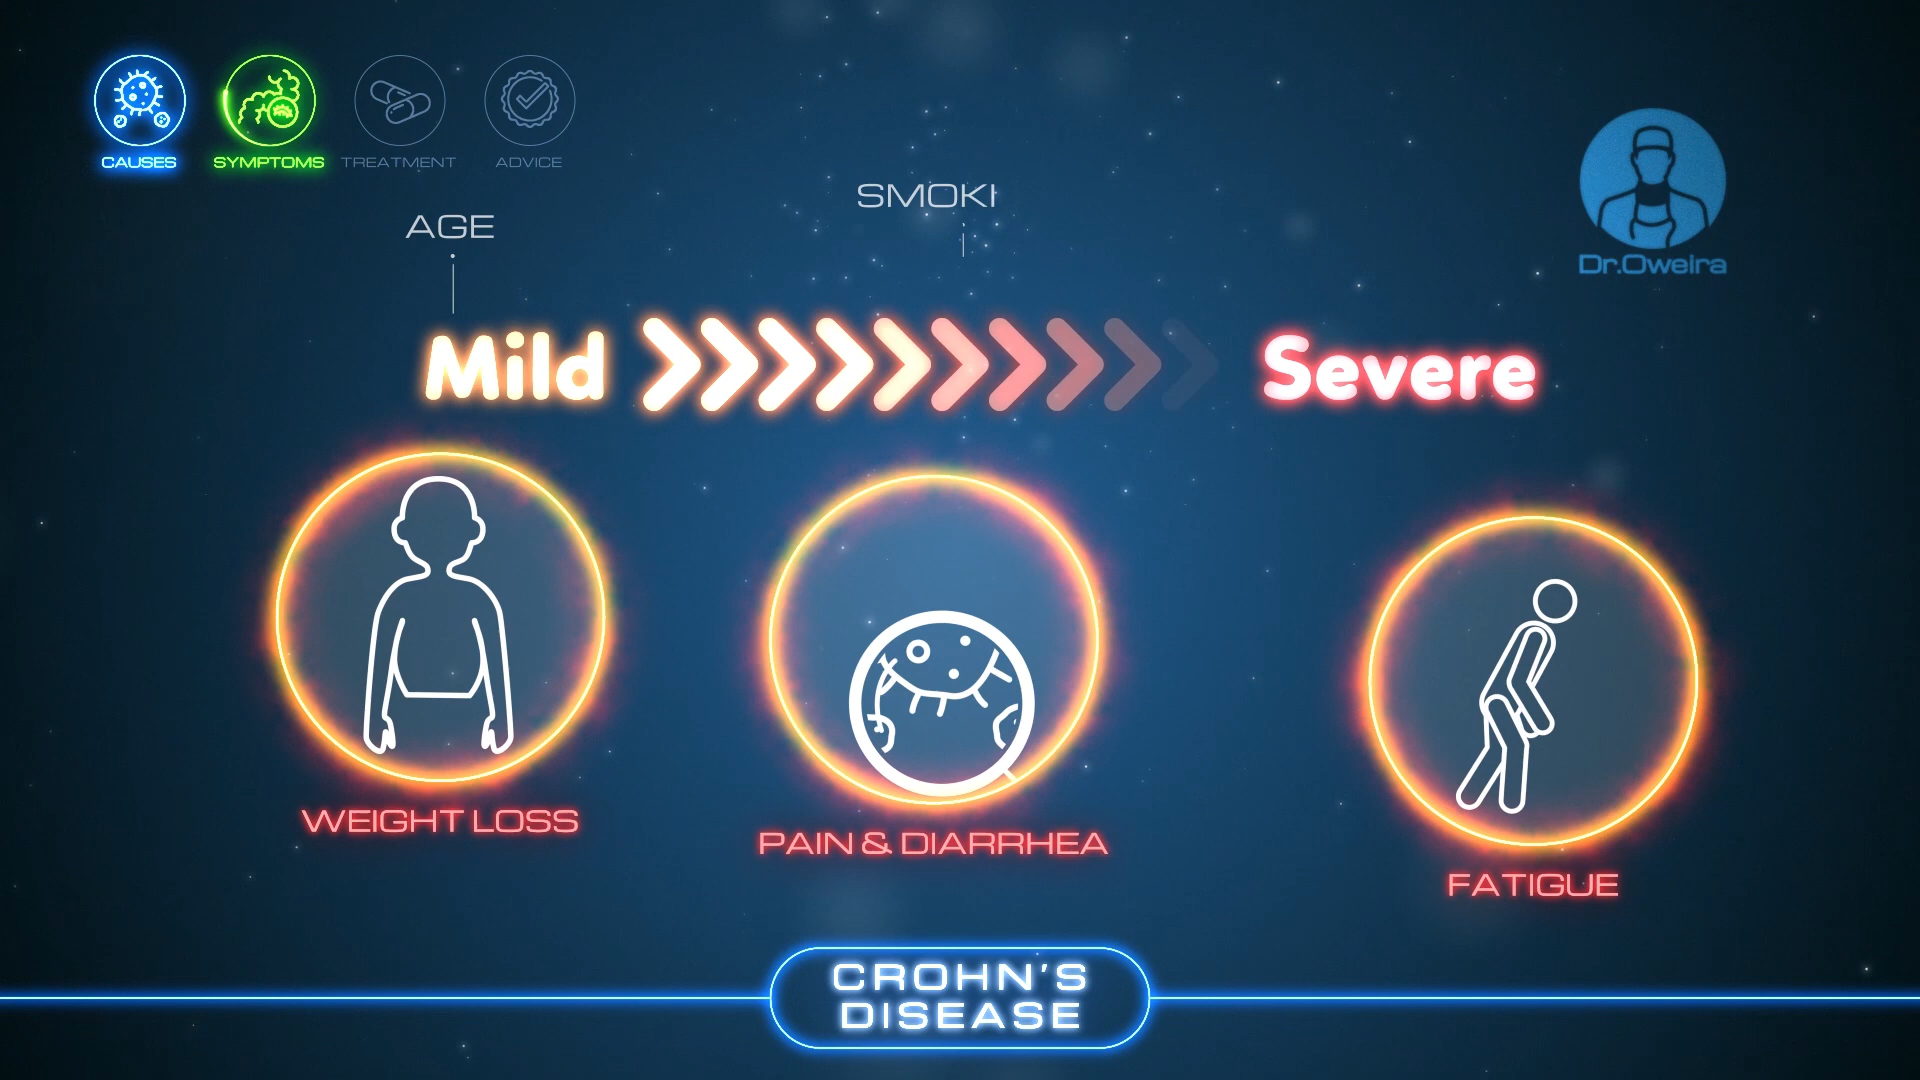 CAUSES
SYMPTOMS
TREATMENT
ADVICE
AGE
SMOKI
Dr.Oweira
Mild
Severe
WEIGHT LOSS
PAIN & DIARRHEA
FATIGUE
CROHN'S
DISEASE